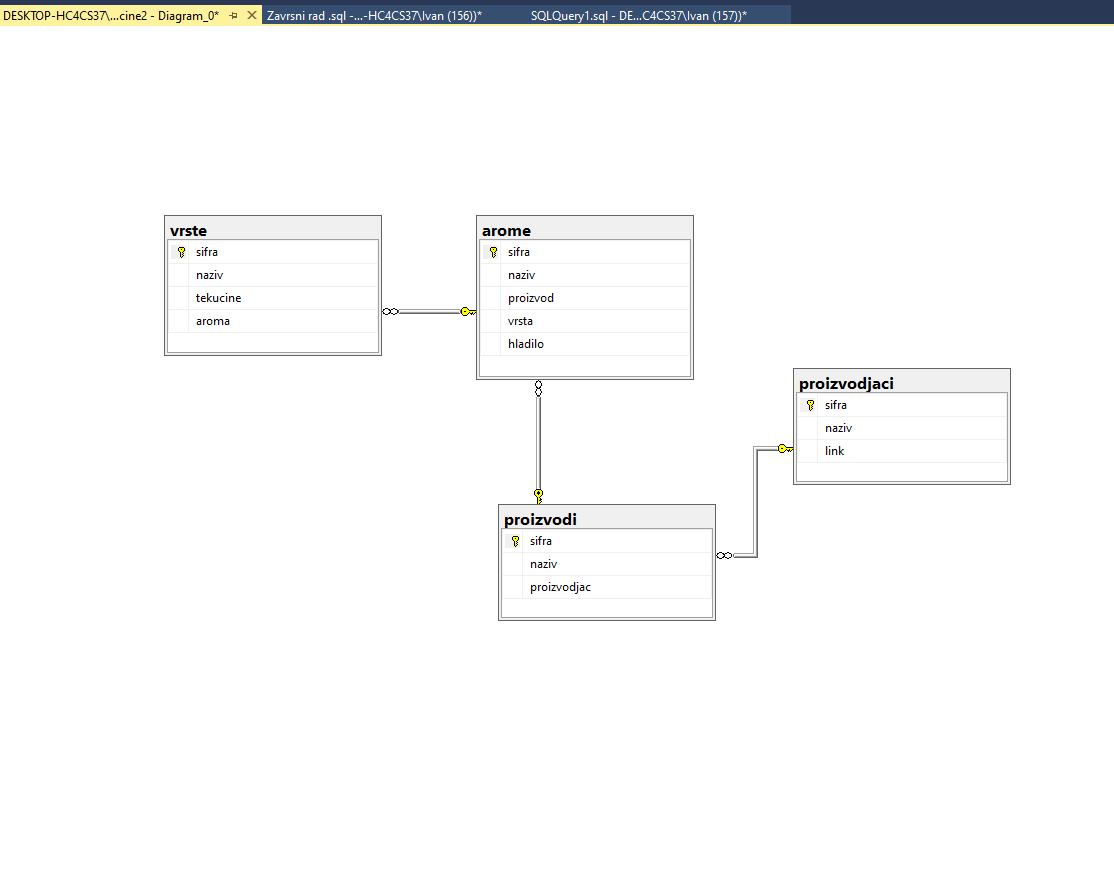 DESKTOP-HC4CS37\...cine2 - Diagram_0*
Zavrsni rad .sql -...-HC4CS37\Ivan (156))*
SQLQuery1.sql - DE...C4CS37\Ivan (157))*
vrste
sifra
naziv
tekucine
aroma
arome
sifra
naziv
proizvod
vrsta
hladilo
proizvodjaci
sifra
naziv
link
proizvodi
sifra
naziv
proizvodjac